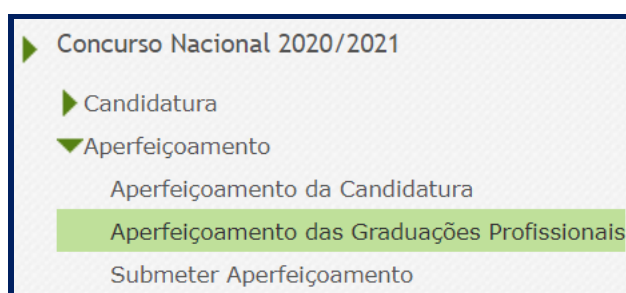 Concurso Nacional 2020/2021
Candidatura
Aperfeiçoamento
Aperfeiçoamento da Candidatura
Aperfeiçoamento das Graduações Profissionais
Submeter Aperfeiçoamento